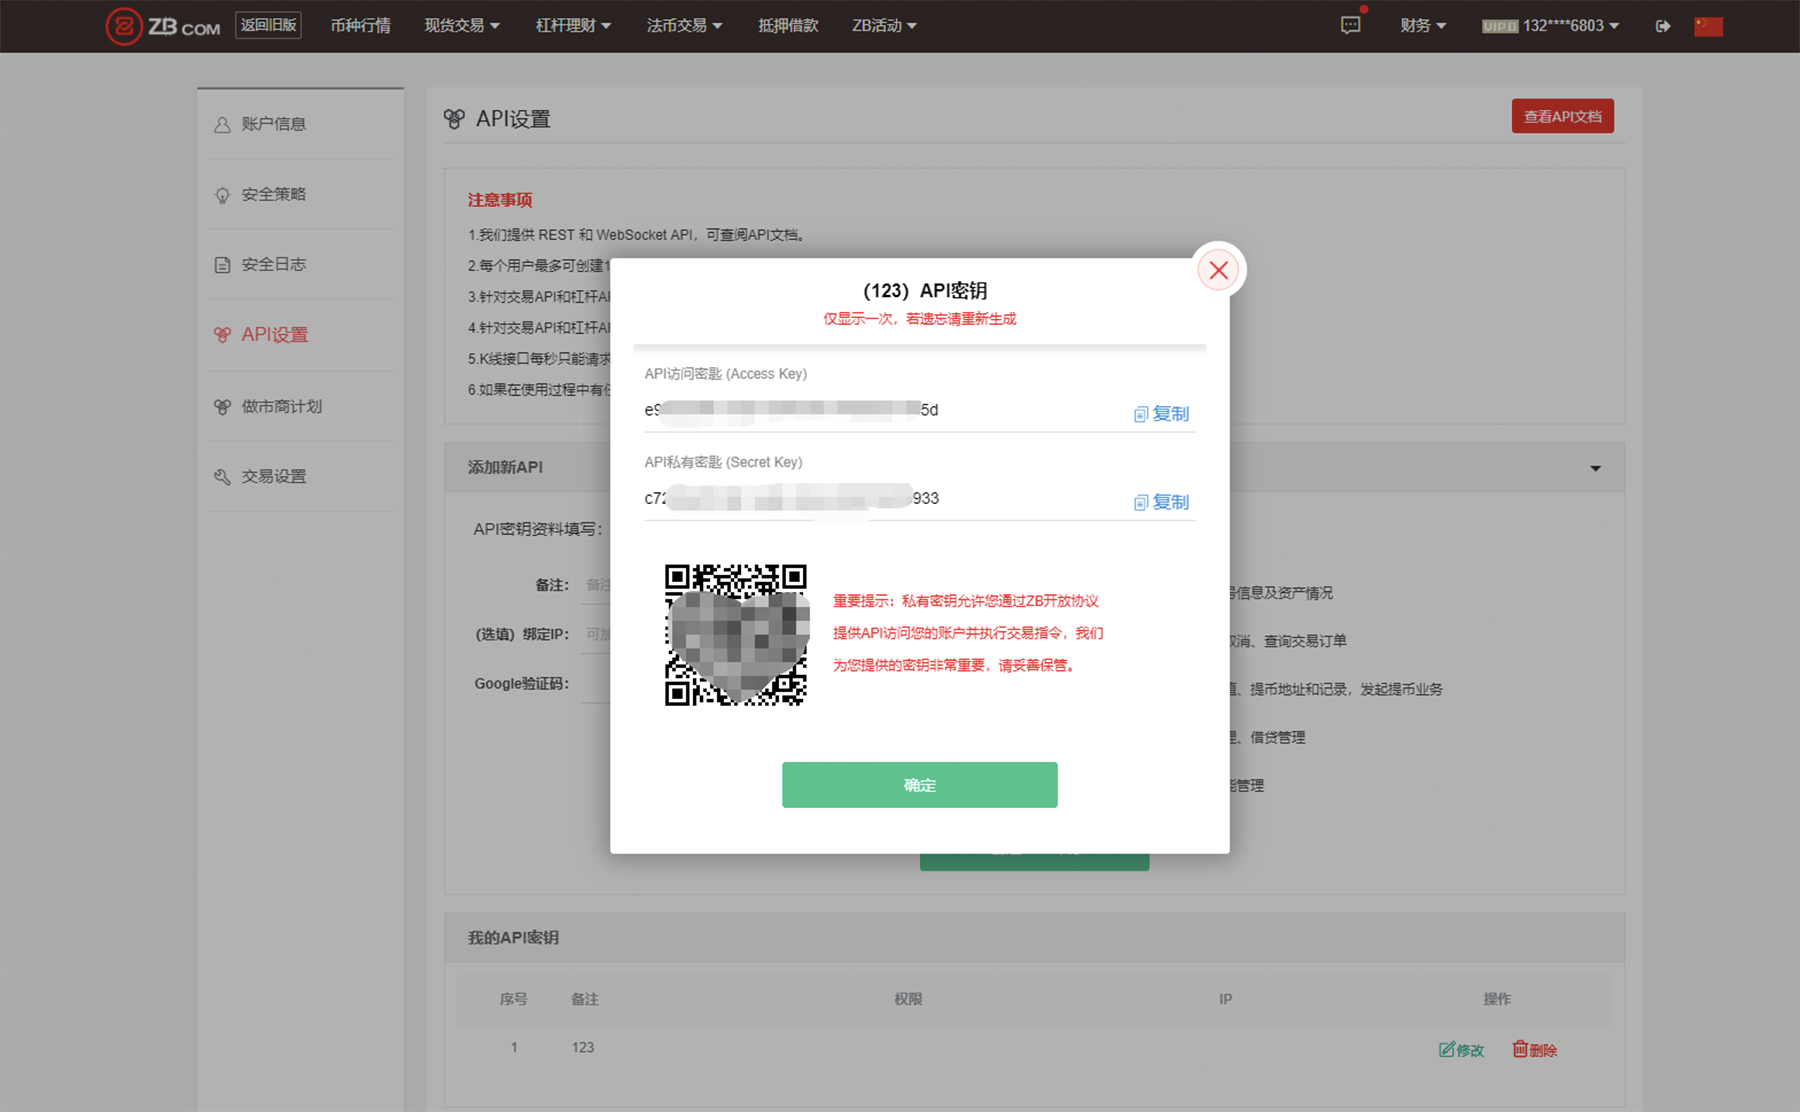 ZB COM 返回旧版 币种行情 现货交易 杠杆理财 法币交易 抵押借款 ZB活动 财务 VIP0 132****6803
账户信息
安全策略
安全日志
API设置
做市商计划
交易设置
API设置 查看API文档
注意事项
1.我们提供 REST 和 WebSocket API，可查阅API文档。
2.每个用户最多可创建1
3.针对交易API和杠杆AP
4.针对交易API和杠杆AP
5.K线接口每秒只能请求
6.如果在使用过程中有
添加新API
API密钥资料填写：
备注： 备注
(选填) 绑定IP： 可
Google验证码：
信息及资产情况
消、查询交易订单
、提币地址和记录，发起提币业务
、借贷管理
管理
（123）API密钥
仅显示一次，若遗忘请重新生成
API访问密匙 (Access Key)
e9 5d 复制
API私有密匙 (Secret Key)
c72 933 复制
重要提示：私有密钥允许您通过ZB开放协议
提供API访问您的账户并执行交易指令，我们
为您提供的密钥非常重要，请妥善保管。
确定
我的API密钥
序号 备注 权限 IP 操作
1 123 修改 删除